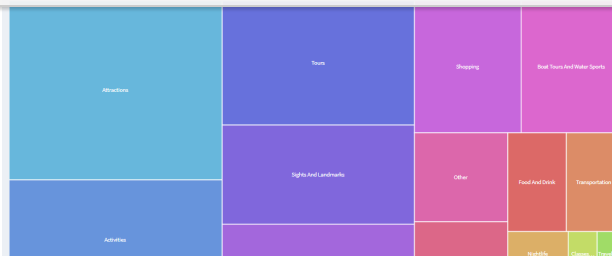 Attractions
Tours
Shopping
Boat Tours And Water Sports
Sights And Landmarks
Other
Food And Drink
Transportation
Activities
Nightlife
Classes
Trave